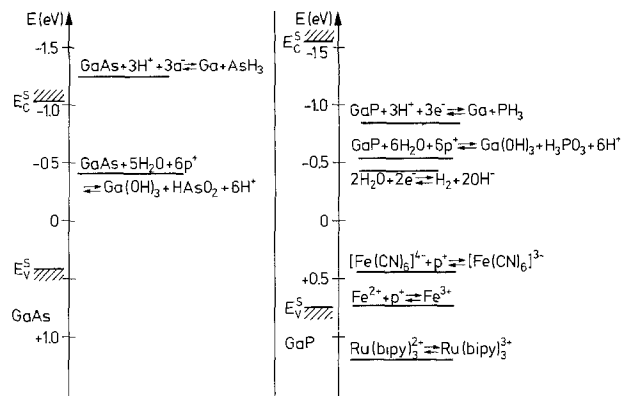 E(eV)
-1.5
GaAs+3H⁺+3a⁻⇌Ga+AsH₃
E_C^S
-1.0
-0.5
GaAs+5H₂O+6p⁺
⇌Ga(OH)₃+HAsO₂+6H⁺
0
E_V^S
+0.5
GaAs
+1.0
E(eV)
E_C^S
-1.5
-1.0
GaP+3H⁺+3e⁻⇌Ga+PH₃
GaP+6H₂O+6p⁺⇌Ga(OH)₃+H₃PO₃+6H⁺
-0.5
2H₂O+2e⁻⇌H₂+2OH⁻
0
[Fe(CN)₆]⁴⁻+p⁺⇌[Fe(CN)₆]³⁻
+0.5
Fe²⁺+p⁺⇌Fe³⁺
E_V^S
GaP
Ru(bipy)₃²⁺⇌Ru(bipy)₃³⁺